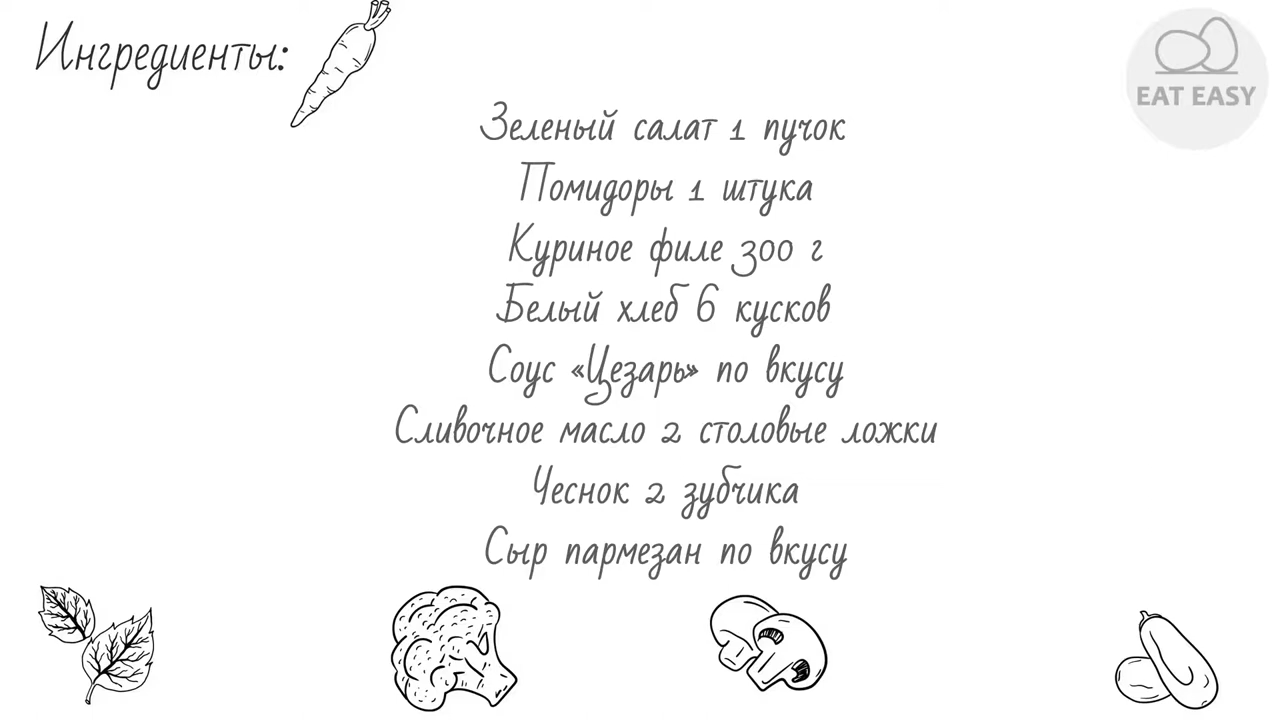 Ингредиенты:
EAT EASY
Зеленый салат 1 пучок
Помидоры 1 штука
Куриное филе 300 г
Белый хлеб 6 кусков
Соус «Цезарь» по вкусу
Сливочное масло 2 столовые ложки
Чеснок 2 зубчика
Сыр пармезан по вкусу